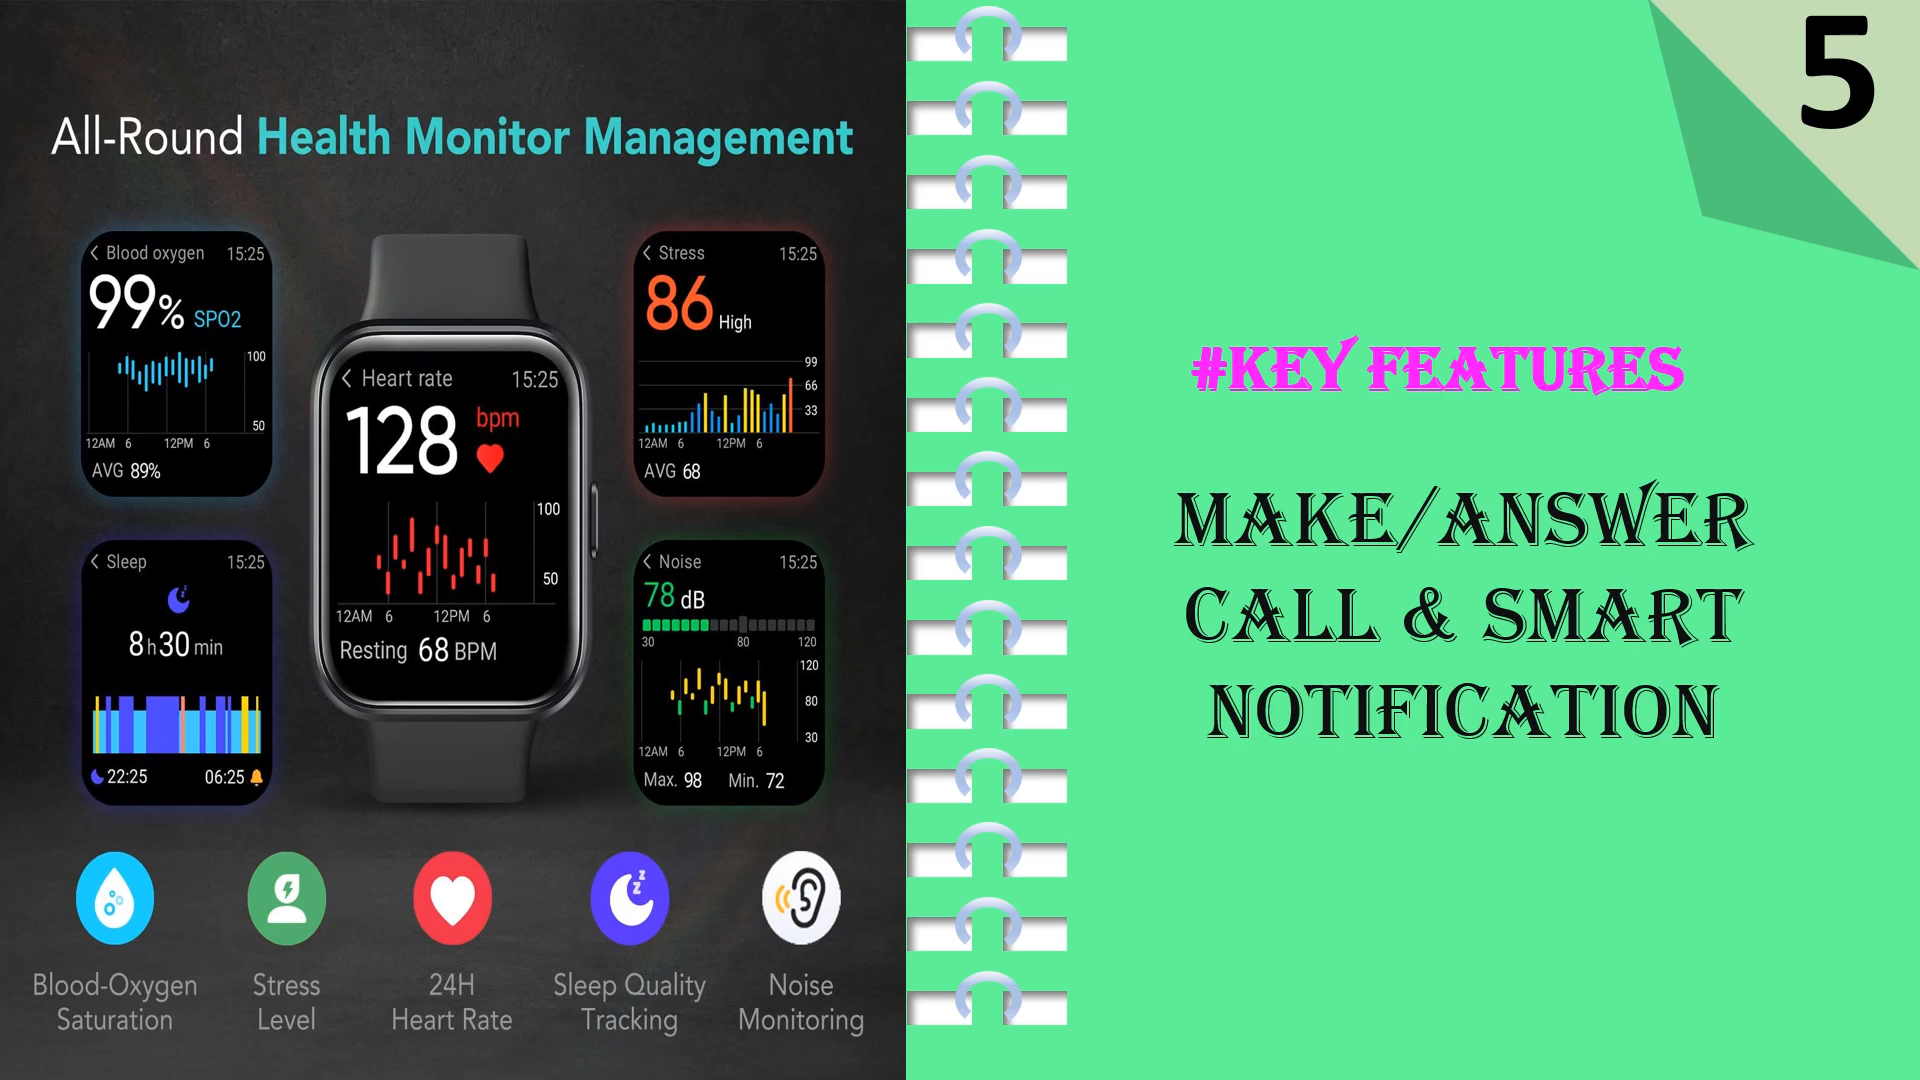 All-Round Health Monitor Management
Blood oxygen 15:25
99% SPO2
100
50
12AM 6 12PM 6
AVG 89%
Heart rate 15:25
128 bpm
100
50
12AM 6 12PM 6
Resting 68 BPM
Stress 15:25
86 High
99
66
33
12AM 6 12PM 6
AVG 68
Sleep 15:25
z z
8 h 30 min
22:25 06:25
Noise 15:25
78 dB
30 80 120
120
80
30
12AM 6 12PM 6
Max. 98 Min. 72
z z
Blood-Oxygen
Saturation
Stress
Level
24H
Heart Rate
Sleep Quality
Tracking
Noise
Monitoring
5
#KEY FEATURES
MAKE/ANSWER
CALL & SMART
NOTIFICATION